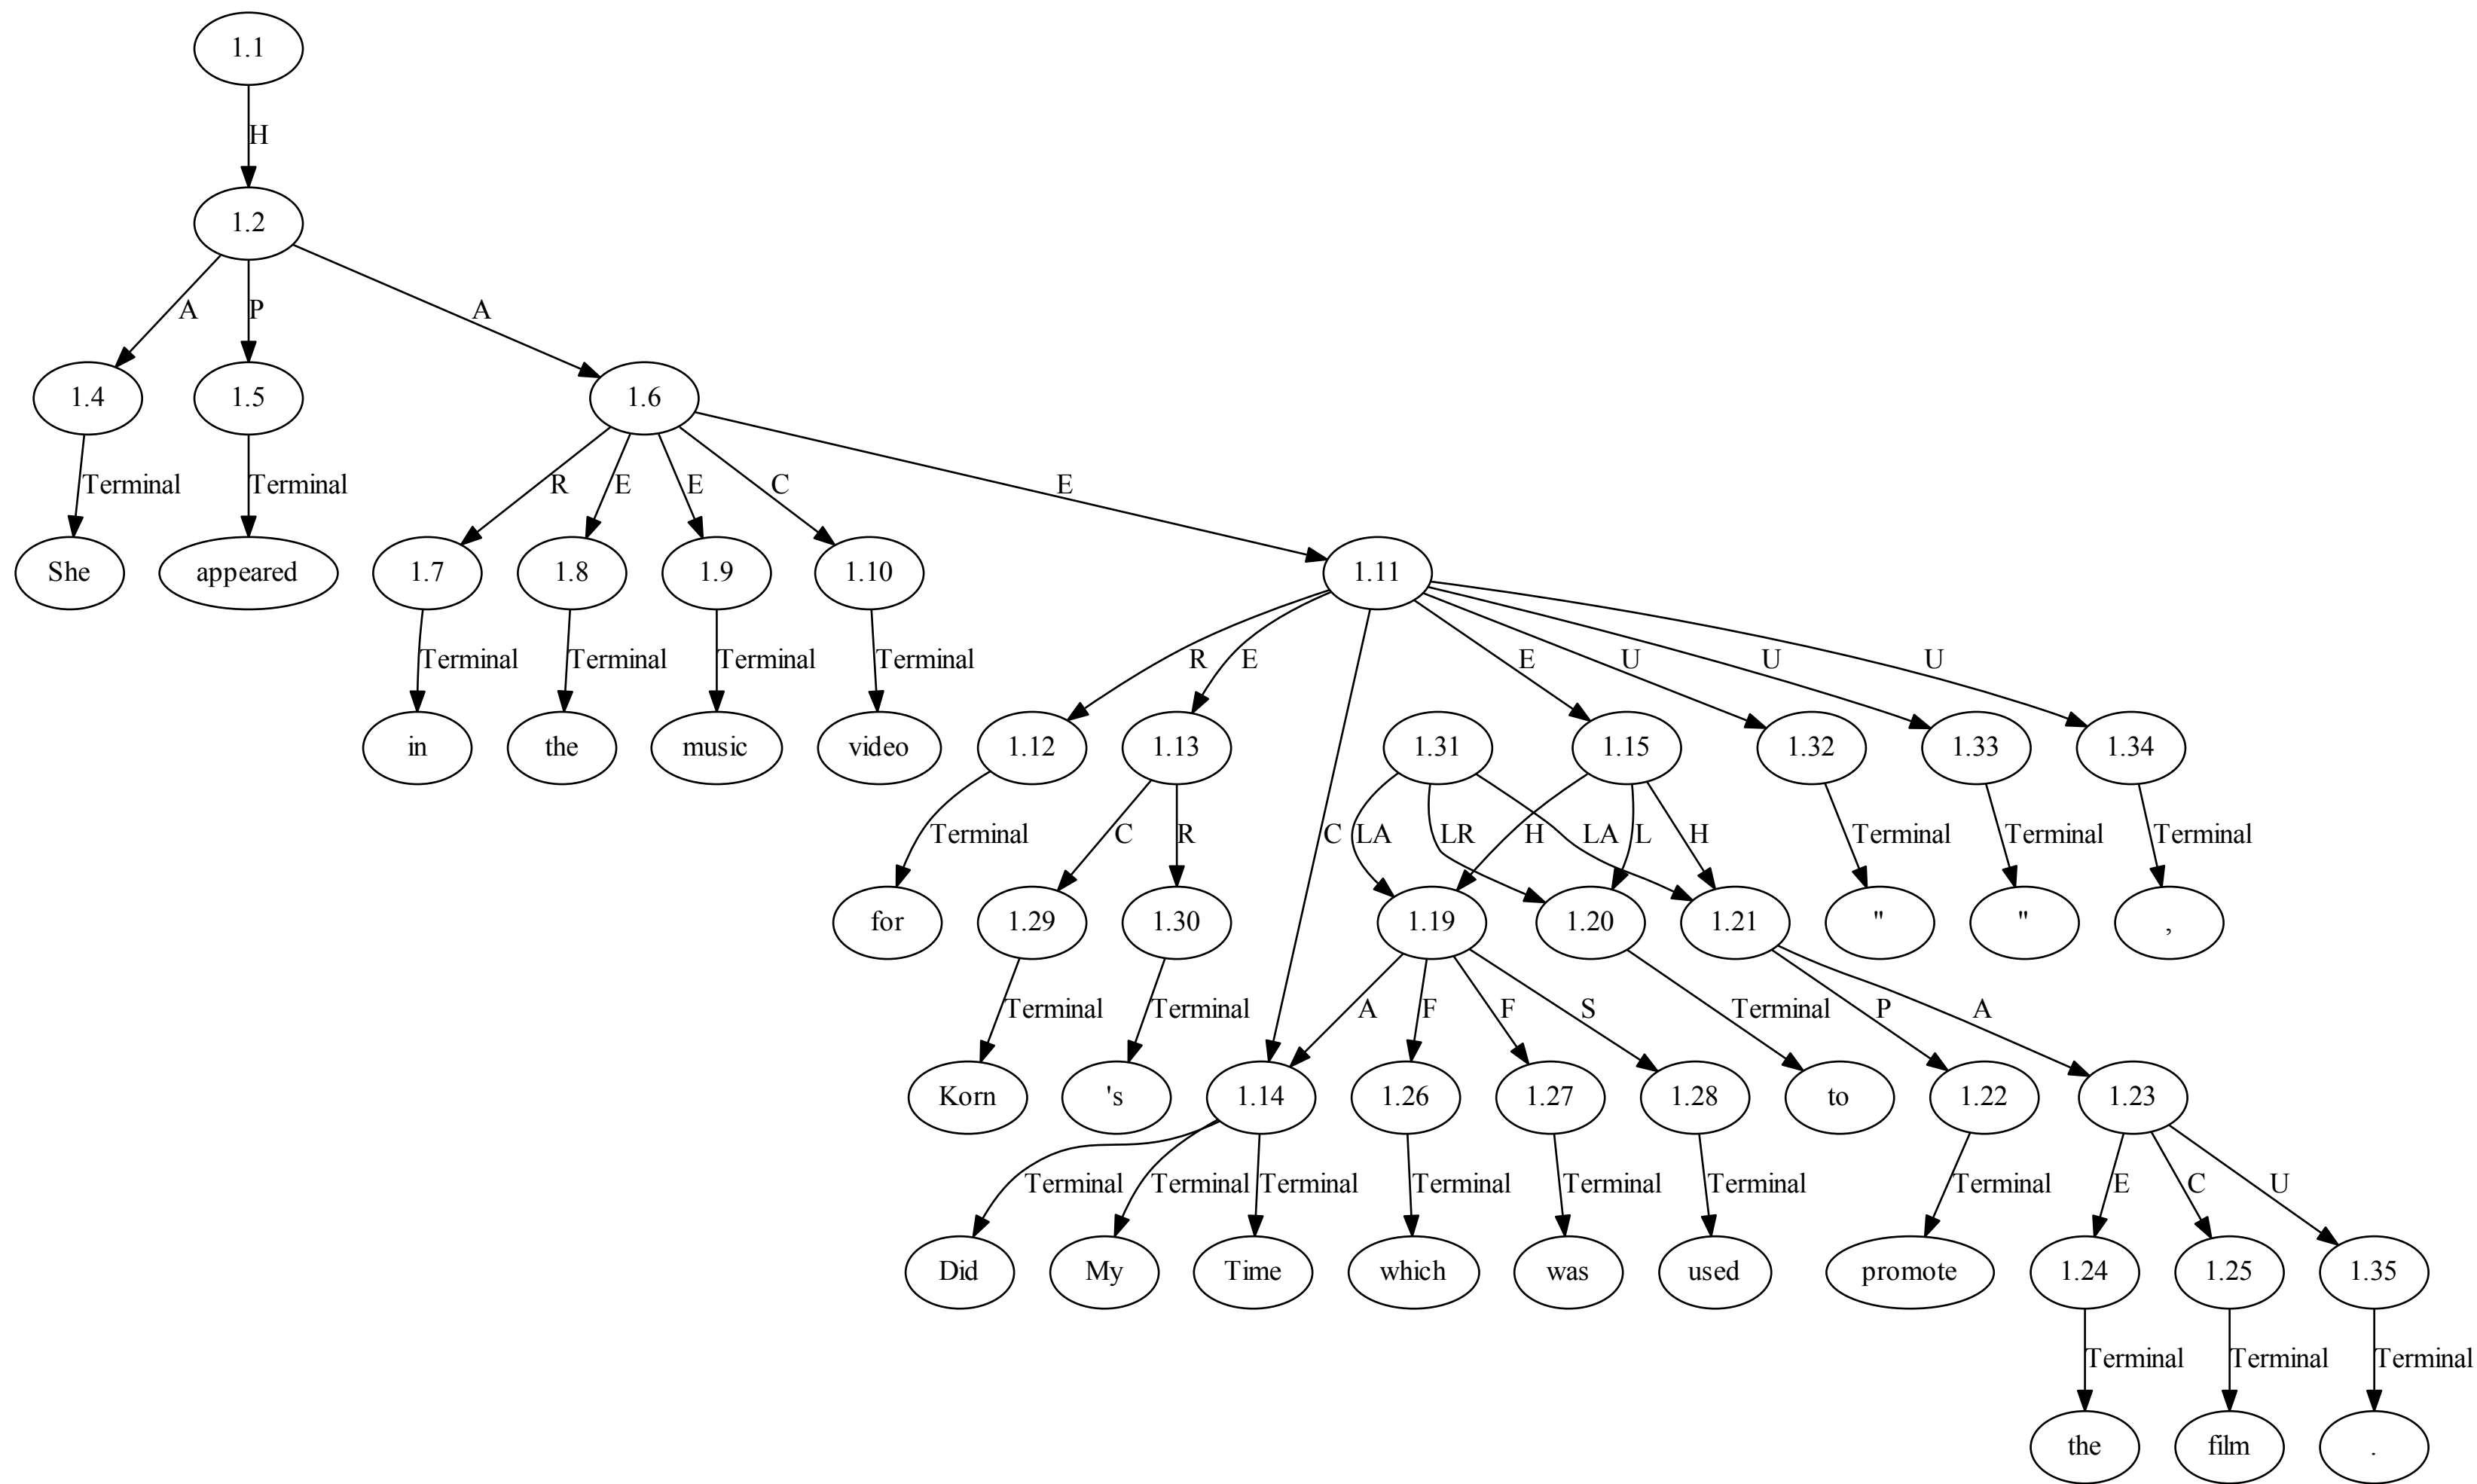 1.1
H
1.2
A P A
1.4 1.5 1.6
Terminal Terminal R E E C E
She appeared 1.7 1.8 1.9 1.10 1.11
Terminal Terminal Terminal Terminal R E E U U U
in the music video 1.12 1.13 1.31 1.15 1.32 1.33 1.34
Terminal C R C LA LR H LA L H Terminal Terminal Terminal
for 1.29 1.30 1.19 1.20 1.21 " " ,
Terminal Terminal A F F S Terminal P A
Korn 's 1.14 1.26 1.27 1.28 to 1.22 1.23
Terminal Terminal Terminal Terminal Terminal Terminal Terminal E C U
Did My Time which was used promote 1.24 1.25 1.35
Terminal Terminal Terminal
the film .